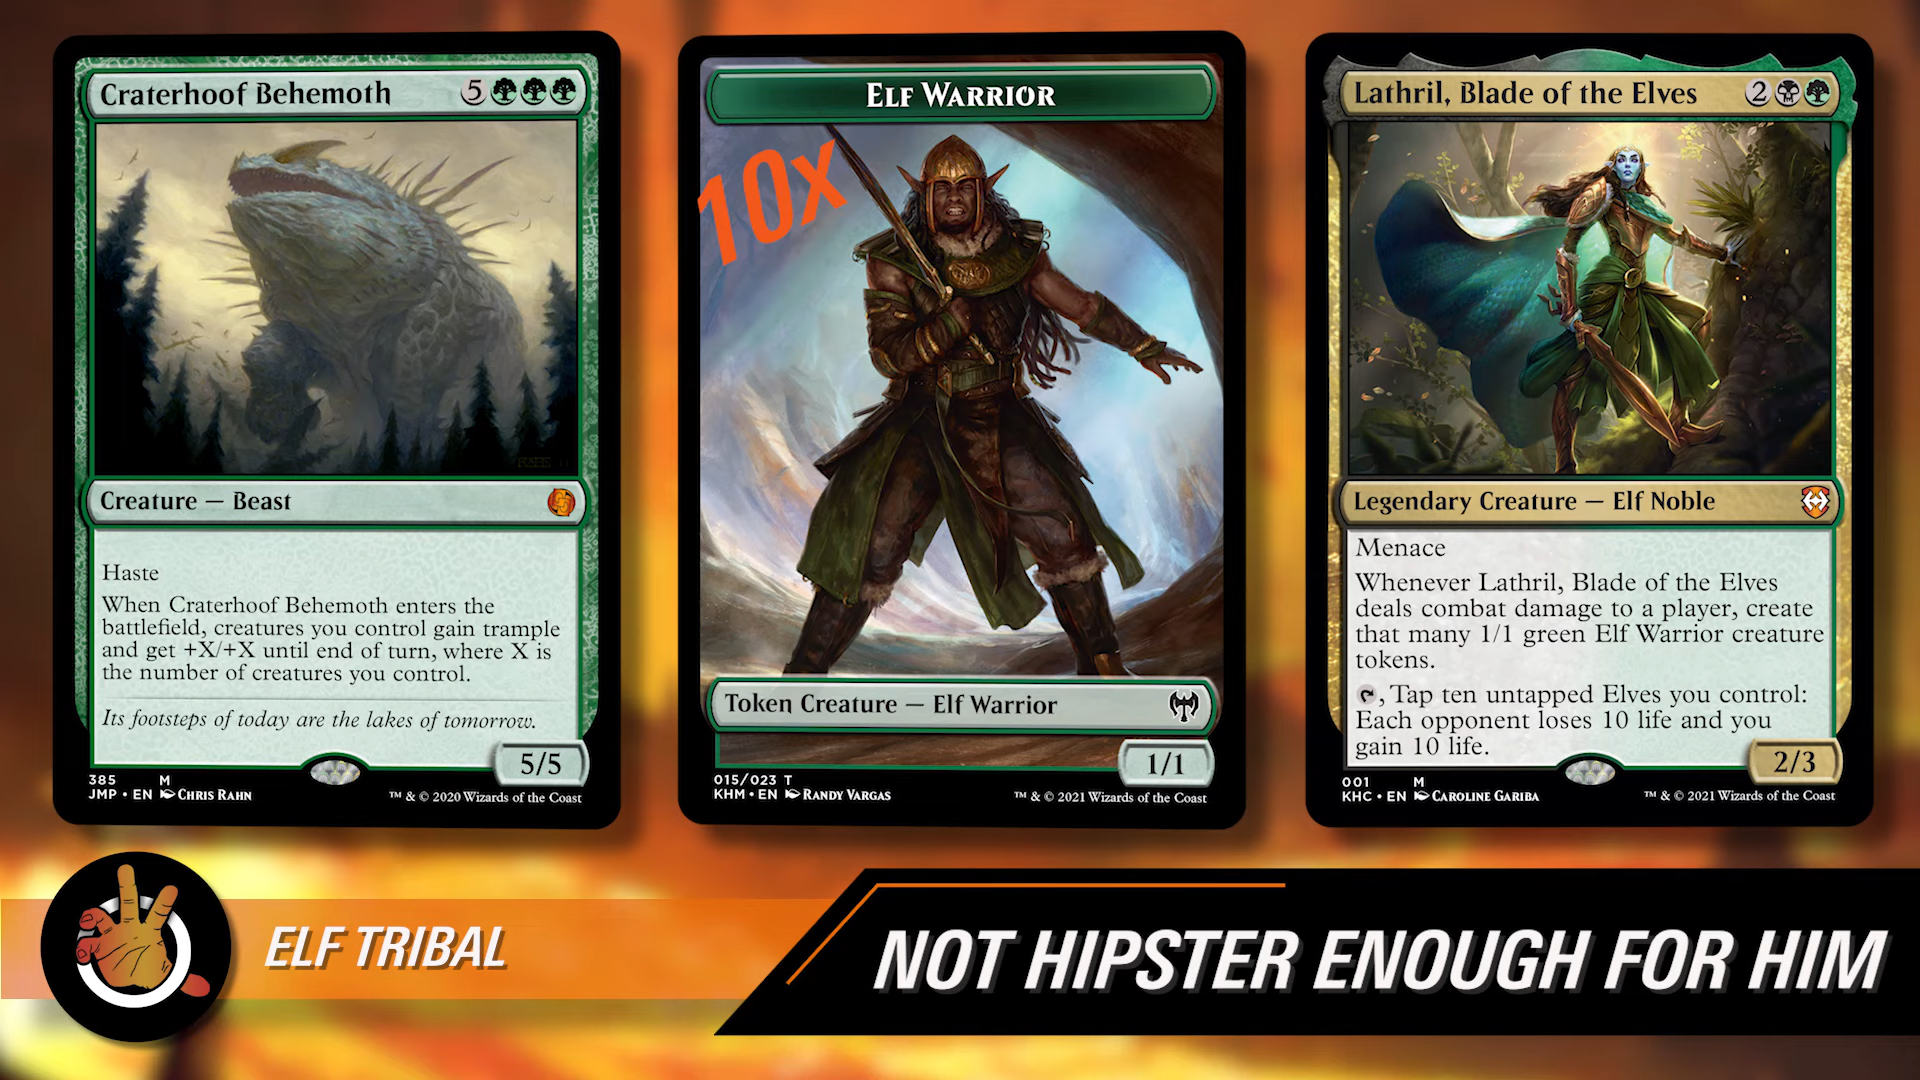 Craterhoof Behemoth 5
Creature — Beast
Haste
When Craterhoof Behemoth enters the
battlefield, creatures you control gain trample
and get +X/+X until end of turn, where X is
the number of creatures you control.
Its footsteps of today are the lakes of tomorrow.
5/5
385 M
JMP • EN CHRIS RAHN
™ & © 2020 Wizards of the Coast
ELF WARRIOR
10x
Token Creature — Elf Warrior
1/1
015/023 T
KHM • EN RANDY VARGAS
™ & © 2021 Wizards of the Coast
Lathril, Blade of the Elves 2
Legendary Creature — Elf Noble
Menace
Whenever Lathril, Blade of the Elves
deals combat damage to a player, create
that many 1/1 green Elf Warrior creature
tokens.
, Tap ten untapped Elves you control:
Each opponent loses 10 life and you
gain 10 life.
2/3
001 M
KHC • EN CAROLINE GARIBA
™ & © 2021 Wizards of the Coast
ELF TRIBAL
NOT HIPSTER ENOUGH FOR HIM